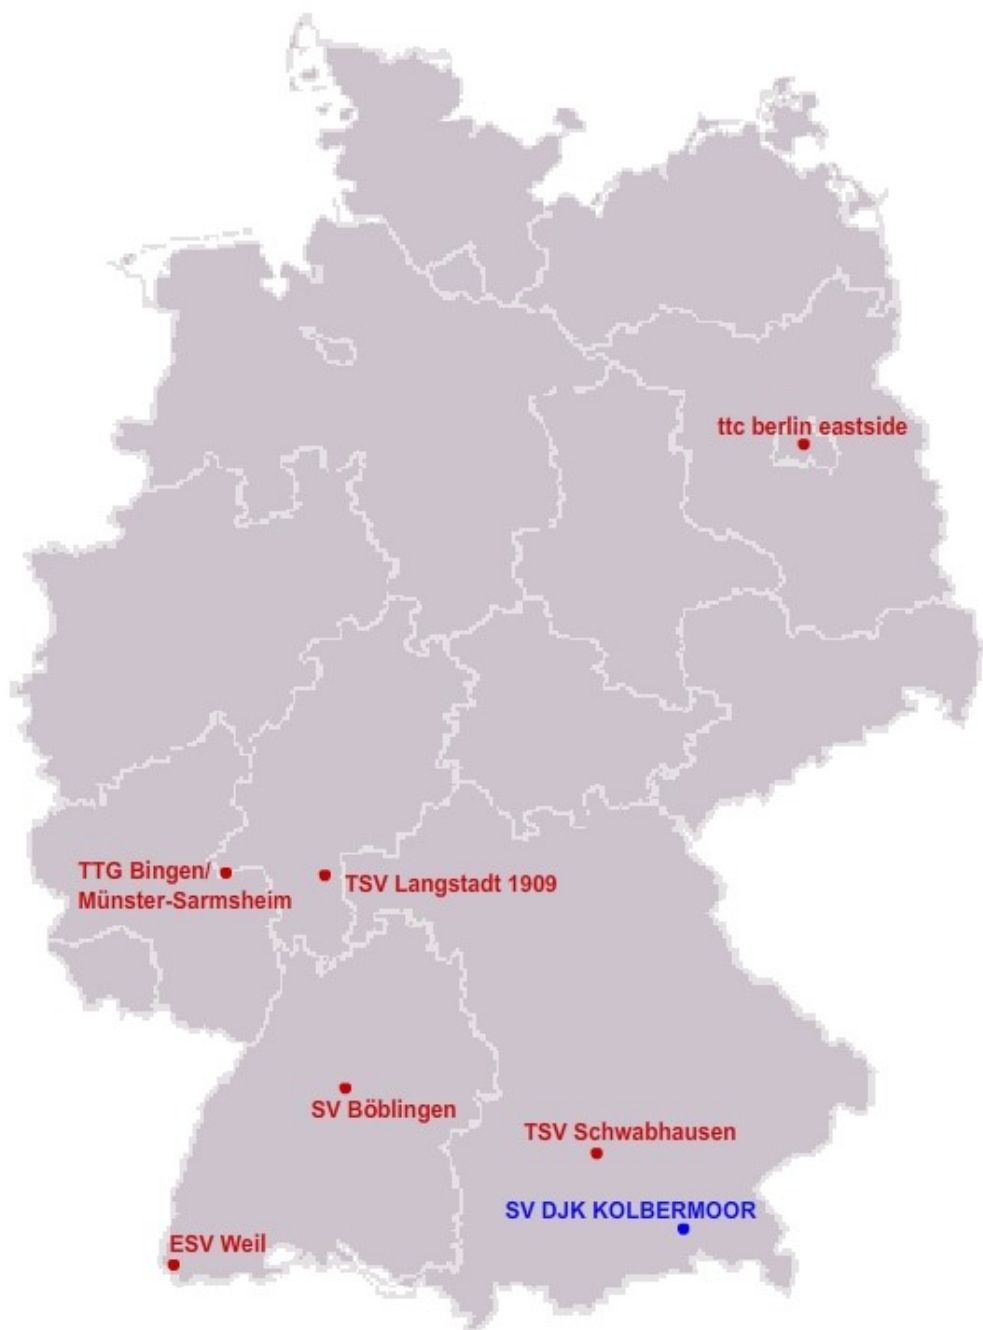 ttc berlin eastside
TTG Bingen/
Münster-Sarmsheim
TSV Langstadt 1909
SV Böblingen
TSV Schwabhausen
SV DJK KOLBERMOOR
ESV Weil